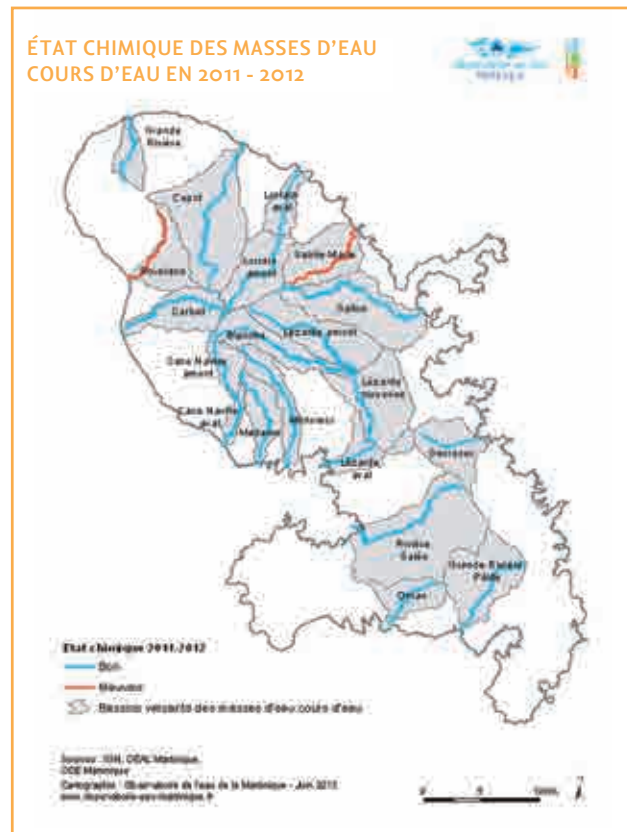 ÉTAT CHIMIQUE DES MASSES D'EAU
COURS D'EAU EN 2011 - 2012
Grande
Rivière
Capot
Lorrain
aval
Lorrain
amont
Sainte-Marie
Roxelane
Carbet
Galion
Blanche
Lézarde amont
Case Navire
amont
Lézarde
moyenne
Case Navire
aval
Madame
Monsieur
Lézarde
aval
Deux
Rivière
Salée
Grande Rivière
Pilote
Oman
Etat chimique 2011-2012
Bon
Mauvais
Bassins versants des masses d'eau cours d'eau
Sources : IGN, DEAL Martinique,
ODE Martinique
Cartographie : Observatoire de l'eau de la Martinique - Juin 2013
www.observatoire-eau-martinique.fr
0